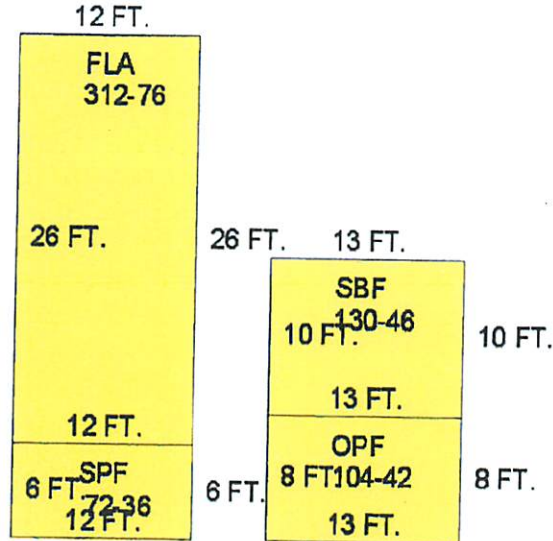 12 FT.
FLA
312-76
26 FT.
26 FT.
13 FT.
SBF
130-46
10 FT.
10 FT.
13 FT.
12 FT.
OPF
SPF
104-42
8 FT.
8 FT.
6 FT.
72-36
6 FT.
12 FT.
13 FT.